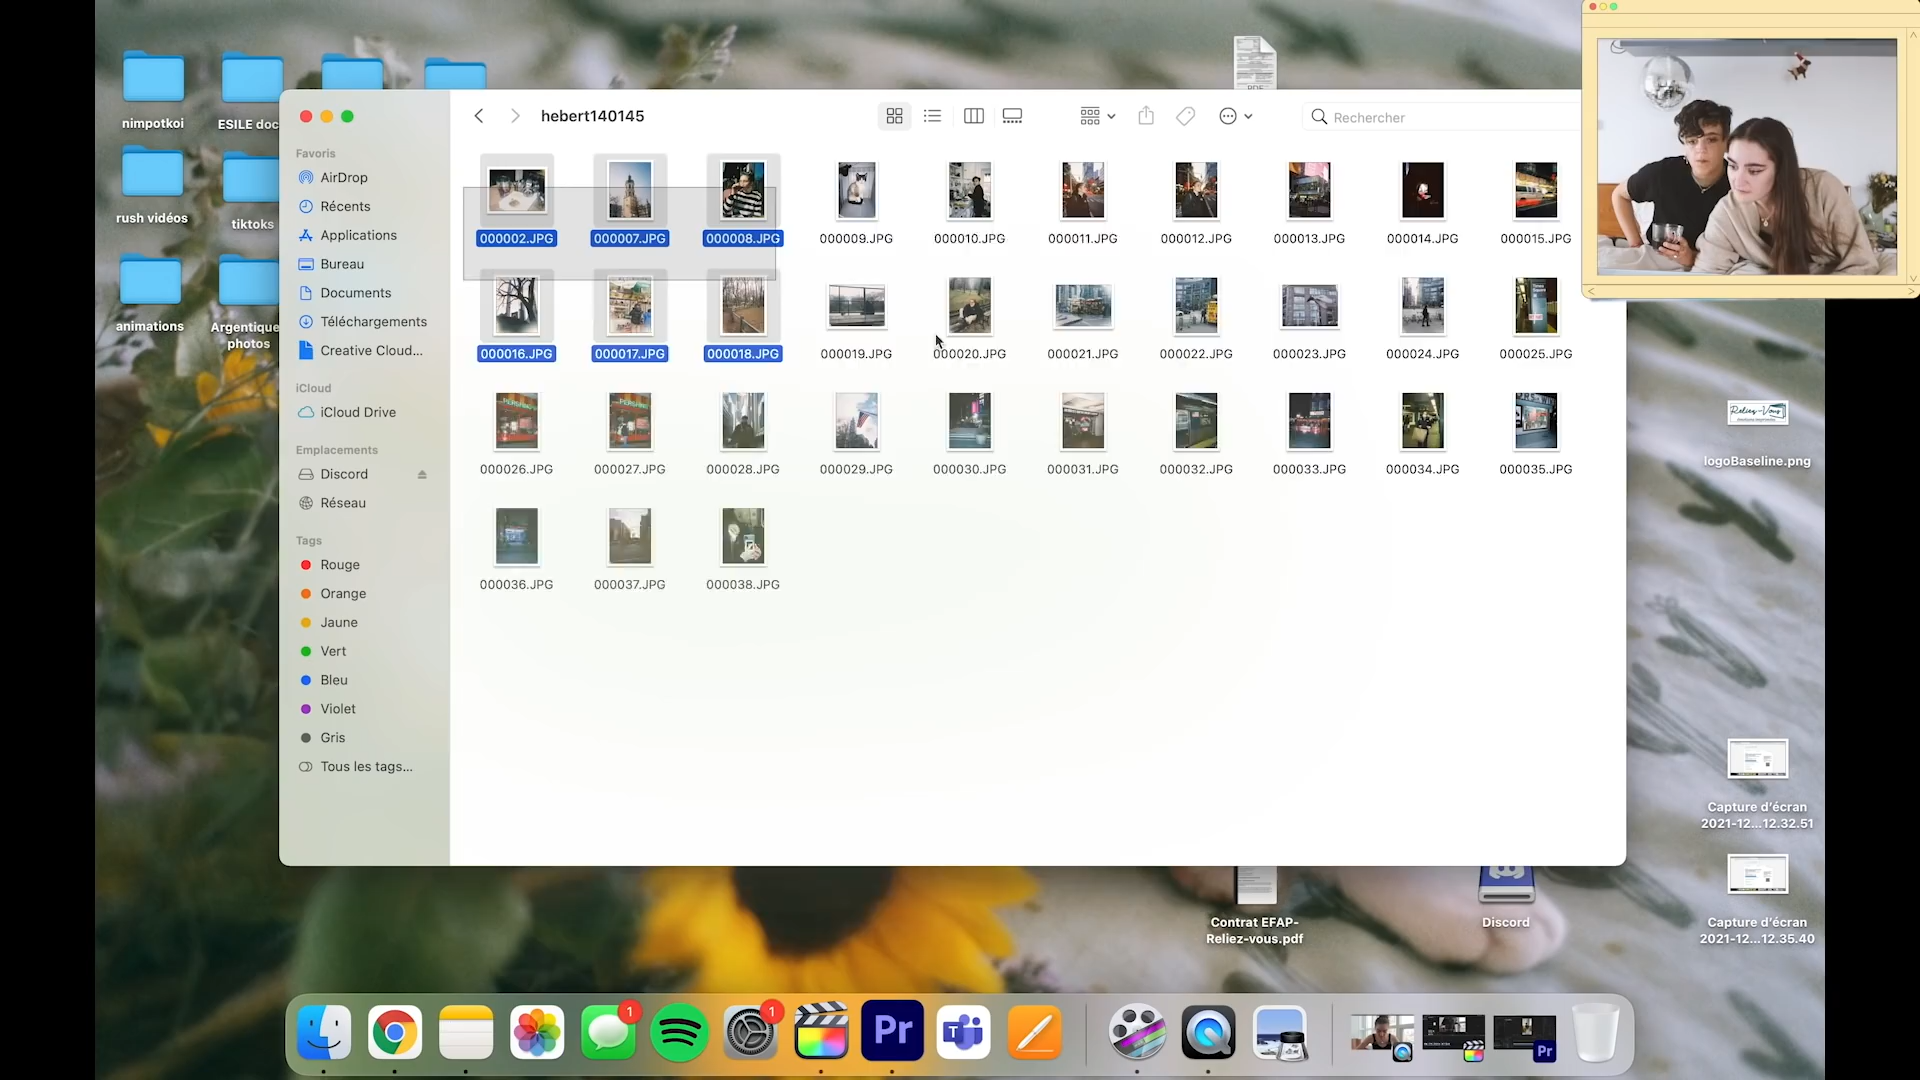 nimpotkoi
ESILE doc
rush vidéos
tiktoks
animations
Argentique
photos
hebert140145
Rechercher
Favoris
AirDrop
Récents
Applications
Bureau
Documents
Téléchargements
Creative Cloud...
iCloud
iCloud Drive
Emplacements
Discord
Réseau
Tags
Rouge
Orange
Jaune
Vert
Bleu
Violet
Gris
Tous les tags...
000002.JPG
000007.JPG
000008.JPG
000009.JPG
000010.JPG
000011.JPG
000012.JPG
000013.JPG
000014.JPG
000015.JPG
000016.JPG
000017.JPG
000018.JPG
000019.JPG
000020.JPG
000021.JPG
000022.JPG
000023.JPG
000024.JPG
000025.JPG
000026.JPG
000027.JPG
000028.JPG
000029.JPG
000030.JPG
000031.JPG
000032.JPG
000033.JPG
000034.JPG
000035.JPG
000036.JPG
000037.JPG
000038.JPG
PDF
Reliez-Vous
logoBaseline.png
Capture d'écran
2021-12...12.32.51
Capture d'écran
2021-12...12.35.40
Contrat EFAP-
Reliez-vous.pdf
Discord
1
1
Pr
T
Pr